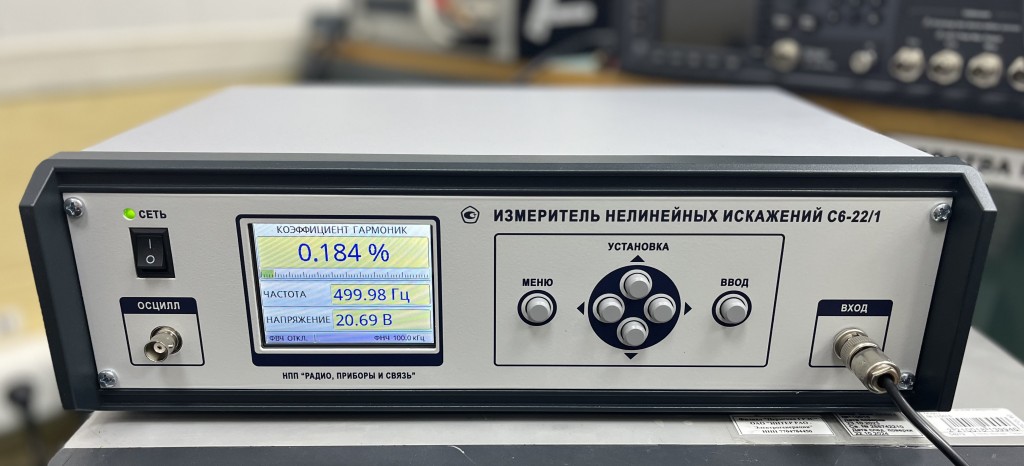 СЕТЬ
I
O
ОСЦИЛЛ
КОЭФФИЦИЕНТ ГАРМОНИК
0.184 %
ЧАСТОТА 499.98 Гц
НАПРЯЖЕНИЕ 20.69 В
ФВЧ ОТКЛ. ФНЧ 100.0 кГц
НПП "РАДИО, ПРИБОРЫ И СВЯЗЬ"
ИЗМЕРИТЕЛЬ НЕЛИНЕЙНЫХ ИСКАЖЕНИЙ С6-22/1
УСТАНОВКА
МЕНЮ
ВВОД
ВХОД